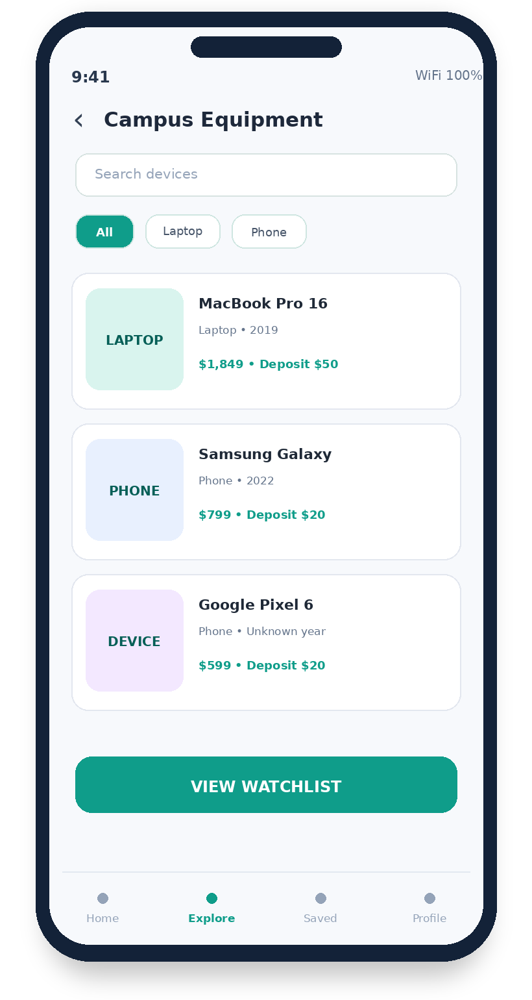 9:41
WiFi 100%
‹ Campus Equipment
Search devices
All
Laptop
Phone
LAPTOP
MacBook Pro 16
Laptop • 2019
$1,849 • Deposit $50
PHONE
Samsung Galaxy
Phone • 2022
$799 • Deposit $20
DEVICE
Google Pixel 6
Phone • Unknown year
$599 • Deposit $20
VIEW WATCHLIST
Home
Explore
Saved
Profile